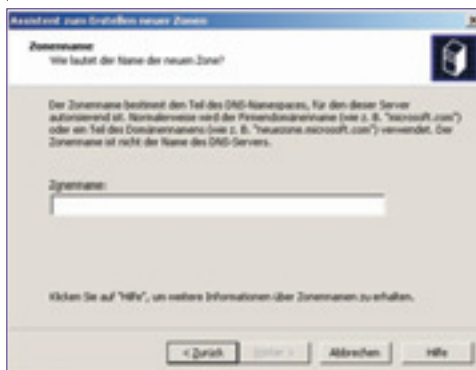 Assistent zum Erstellen neuer Zonen
Zonenname
Wie lautet der Name der neuen Zone?
Der Zonenname bestimmt den Teil des DNS-Namespaces, für den dieser Server
autorisierend ist. Normalerweise wird der Firmendomänenname (wie z. B. "microsoft.com")
oder ein Teil des Domänennamens (wie z. B. "neuezone.microsoft.com") verwendet. Der
Zonenname ist nicht der Name des DNS-Servers.
Zonenname:
Klicken Sie auf "Hilfe", um weitere Informationen über Zonennamen zu erhalten.
< Zurück Weiter > Abbrechen Hilfe